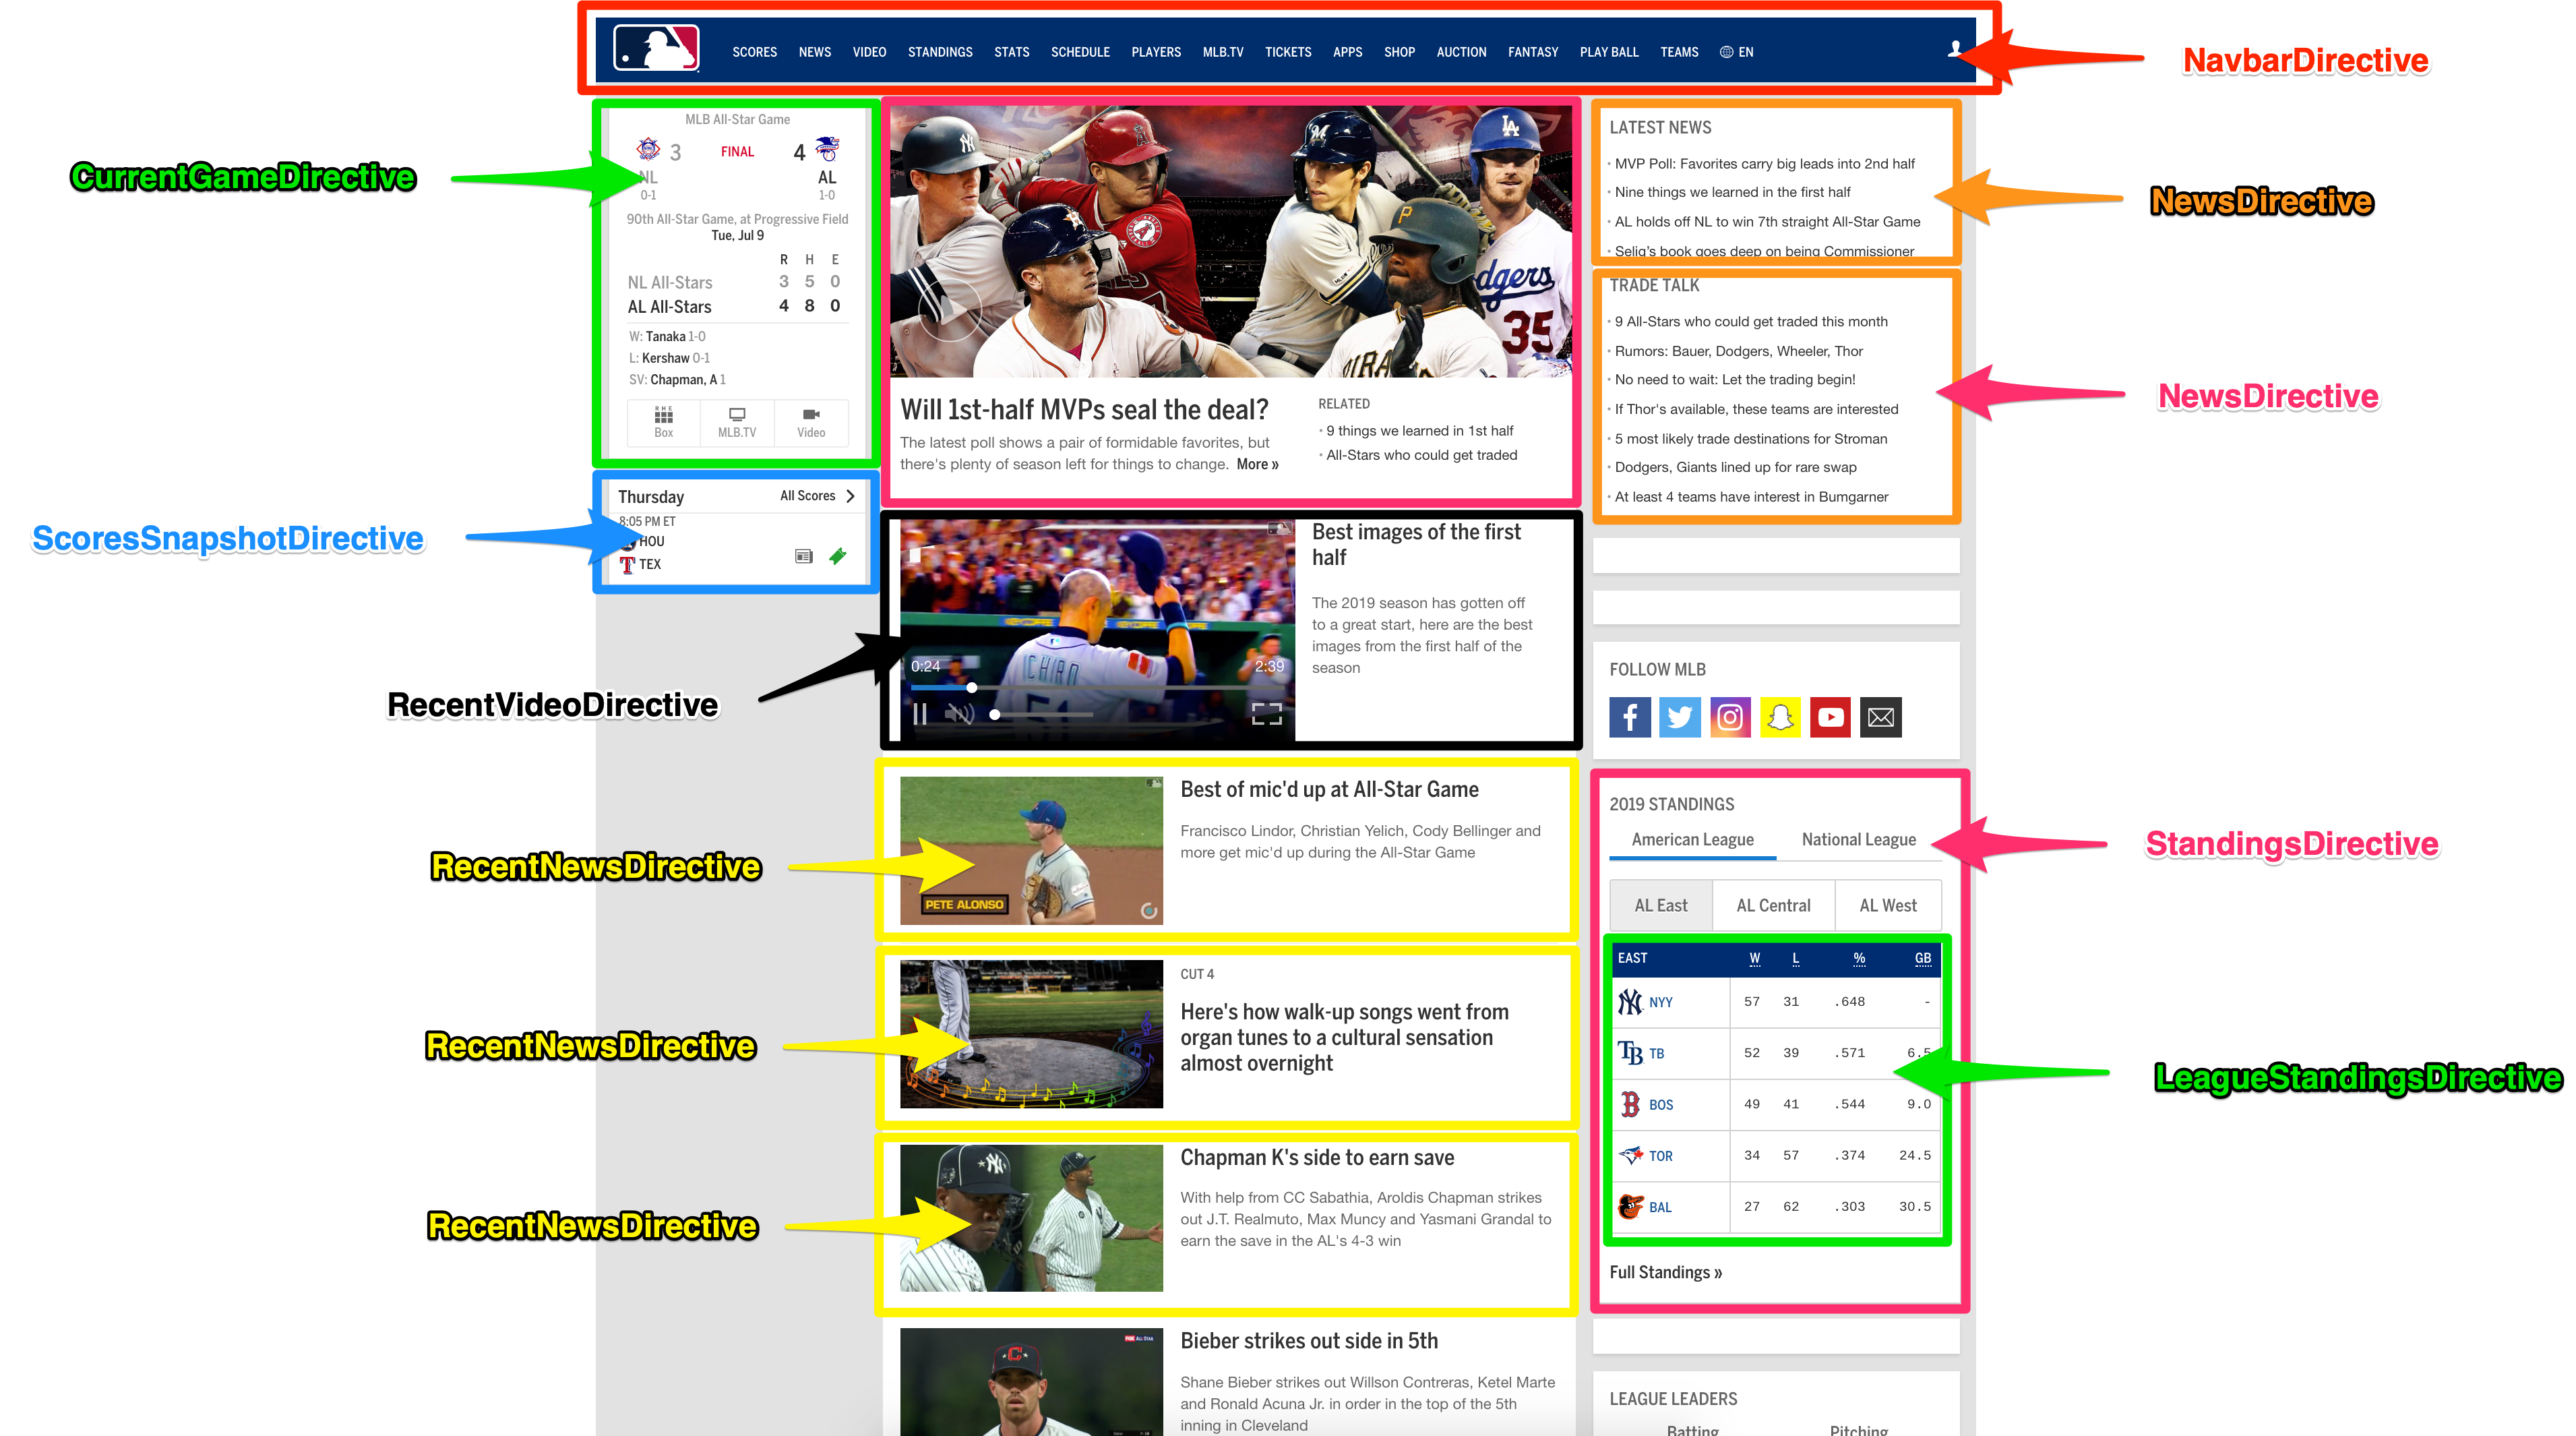 SCORES NEWS VIDEO STANDINGS STATS SCHEDULE PLAYERS MLB.TV TICKETS APPS SHOP AUCTION FANTASY PLAY BALL TEAMS EN
NavbarDirective
CurrentGameDirective
MLB All-Star Game
3 FINAL 4
NL AL
0-1 1-0
90th All-Star Game, at Progressive Field
Tue, Jul 9
R H E
NL All-Stars 3 5 0
AL All-Stars 4 8 0
W: Tanaka 1-0
L: Kershaw 0-1
SV: Chapman, A 1
R H E
Box MLB.TV Video
ScoresSnapshotDirective
Thursday All Scores
8:05 PM ET
HOU
TEX
dgers
35
PIRA
Will 1st-half MVPs seal the deal?
The latest poll shows a pair of formidable favorites, but
there's plenty of season left for things to change. More »
RELATED
· 9 things we learned in 1st half
· All-Stars who could get traded
LATEST NEWS
· MVP Poll: Favorites carry big leads into 2nd half
· Nine things we learned in the first half
· AL holds off NL to win 7th straight All-Star Game
· Selig's book goes deep on being Commissioner
NewsDirective
TRADE TALK
· 9 All-Stars who could get traded this month
· Rumors: Bauer, Dodgers, Wheeler, Thor
· No need to wait: Let the trading begin!
· If Thor's available, these teams are interested
· 5 most likely trade destinations for Stroman
· Dodgers, Giants lined up for rare swap
· At least 4 teams have interest in Bumgarner
NewsDirective
RecentVideoDirective
ICHIRO
0:24 2:39
Best images of the first
half
The 2019 season has gotten off
to a great start, here are the best
images from the first half of the
season
FOLLOW MLB
RecentNewsDirective
PETE ALONSO
Best of mic'd up at All-Star Game
Francisco Lindor, Christian Yelich, Cody Bellinger and
more get mic'd up during the All-Star Game
RecentNewsDirective
CUT 4
Here's how walk-up songs went from
organ tunes to a cultural sensation
almost overnight
RecentNewsDirective
Chapman K's side to earn save
With help from CC Sabathia, Aroldis Chapman strikes
out J.T. Realmuto, Max Muncy and Yasmani Grandal to
earn the save in the AL's 4-3 win
Bieber strikes out side in 5th
Shane Bieber strikes out Willson Contreras, Ketel Marte
and Ronald Acuna Jr. in order in the top of the 5th
inning in Cleveland
2019 STANDINGS
American League National League
StandingsDirective
AL East AL Central AL West
EAST W L % GB
NYY 57 31 .648 -
TB 52 39 .571 6.5
BOS 49 41 .544 9.0
TOR 34 57 .374 24.5
BAL 27 62 .303 30.5
LeagueStandingsDirective
Full Standings »
LEAGUE LEADERS
Batting Pitching